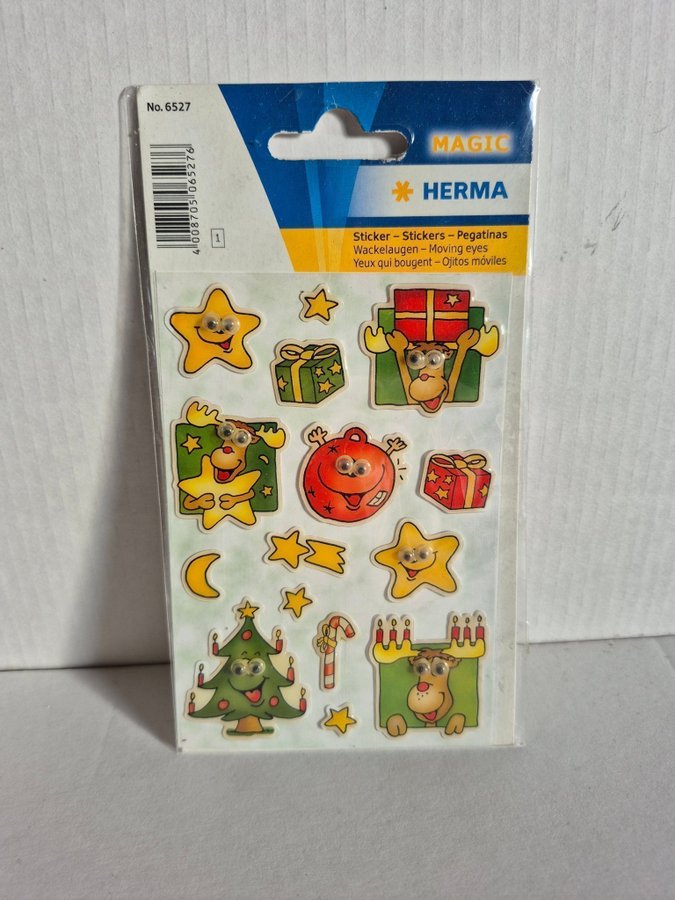 No. 6527
4 008705 065276
1
MAGIC
HERMA
Sticker – Stickers – Pegatinas
Wackelaugen – Moving eyes
Yeux qui bougent – Ojitos móviles